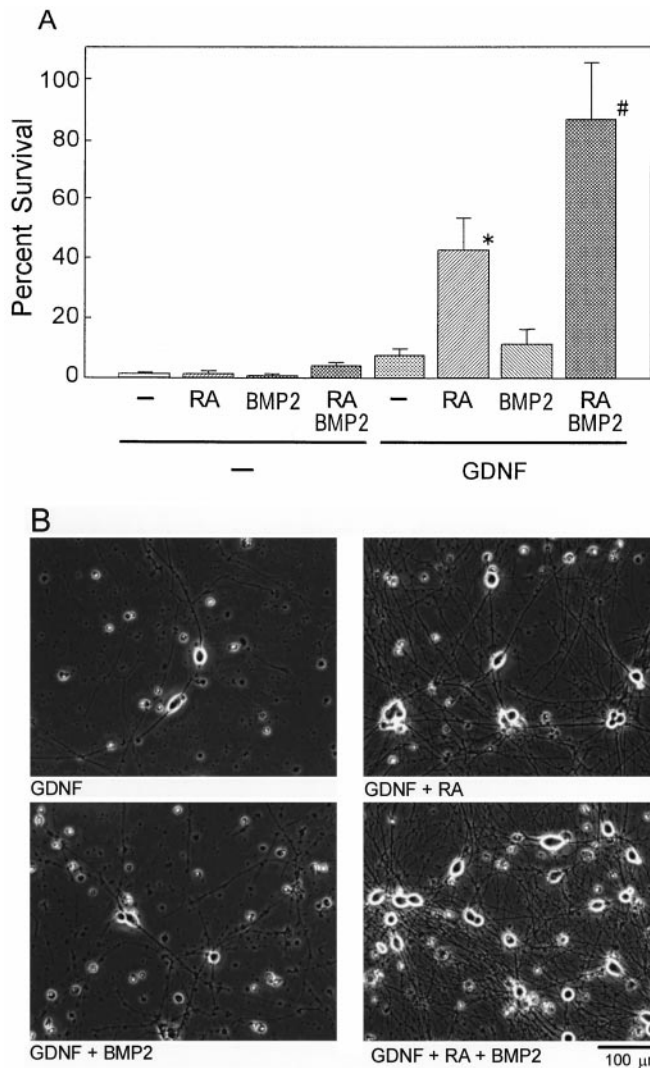 A
Percent Survival
100
80
60
40
20
0
* #
– RA BMP2 RA BMP2 – RA BMP2 RA BMP2
– GDNF
B
GDNF
GDNF + RA
GDNF + BMP2
GDNF + RA + BMP2
100